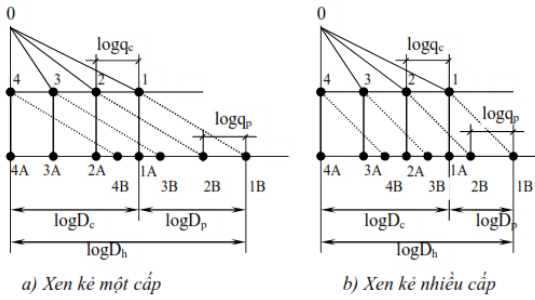 0
logq_c
4 3 2 1
logq_p
4A 3A 2A 1A
4B 3B 2B 1B
logD_c logD_p
logD_h
a) Xen kẻ một cấp
0
logq_c
4 3 2 1
logq_p
4A 3A 2A 1A
4B 3B 2B 1B
logD_c logD_p
logD_h
b) Xen kẻ nhiều cấp